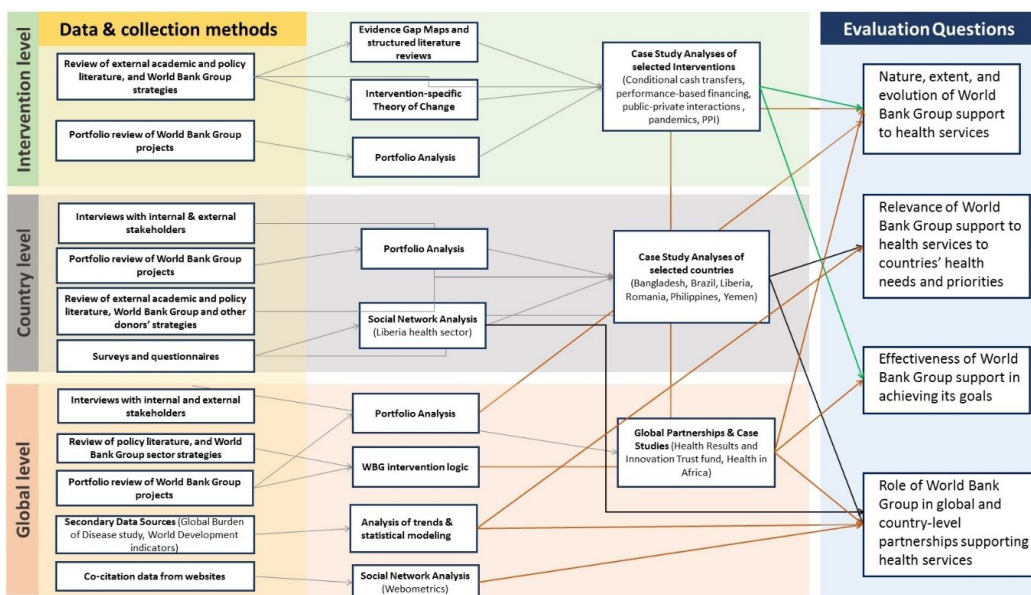 Intervention level
Data & collection methods
Review of external academic and policy
literature, and World Bank Group
strategies
Portfolio review of World Bank Group
projects
Evidence Gap Maps and
structured literature
reviews
Intervention-specific
Theory of Change
Portfolio Analysis
Case Study Analyses of
selected Interventions
(Conditional cash transfers,
performance-based financing,
public-private interactions ,
pandemics, PPI)
Country level
Interviews with internal & external
stakeholders
Portfolio review of World Bank Group
projects
Review of external academic and policy
literature, World Bank Group and other
donors' strategies
Surveys and questionnaires
Portfolio Analysis
Social Network Analysis
(Liberia health sector)
Case Study Analyses of
selected countries
(Bangladesh, Brazil, Liberia,
Romania, Philippines, Yemen)
Global level
Interviews with internal and external
stakeholders
Review of policy literature, and World
Bank Group sector strategies
Portfolio review of World Bank Group
projects
Secondary Data Sources (Global Burden
of Disease study, World Development
indicators)
Co-citation data from websites
Portfolio Analysis
WBG intervention logic
Analysis of trends &
statistical modeling
Social Network Analysis
(Webometrics)
Global Partnerships & Case
Studies (Health Results and
Innovation Trust fund, Health in
Africa)
Evaluation Questions
Nature, extent, and
evolution of World
Bank Group support
to health services
Relevance of World
Bank Group support to
health services to
countries' health
needs and priorities
Effectiveness of World
Bank Group support in
achieving its goals
Role of World Bank
Group in global and
country-level
partnerships supporting
health services